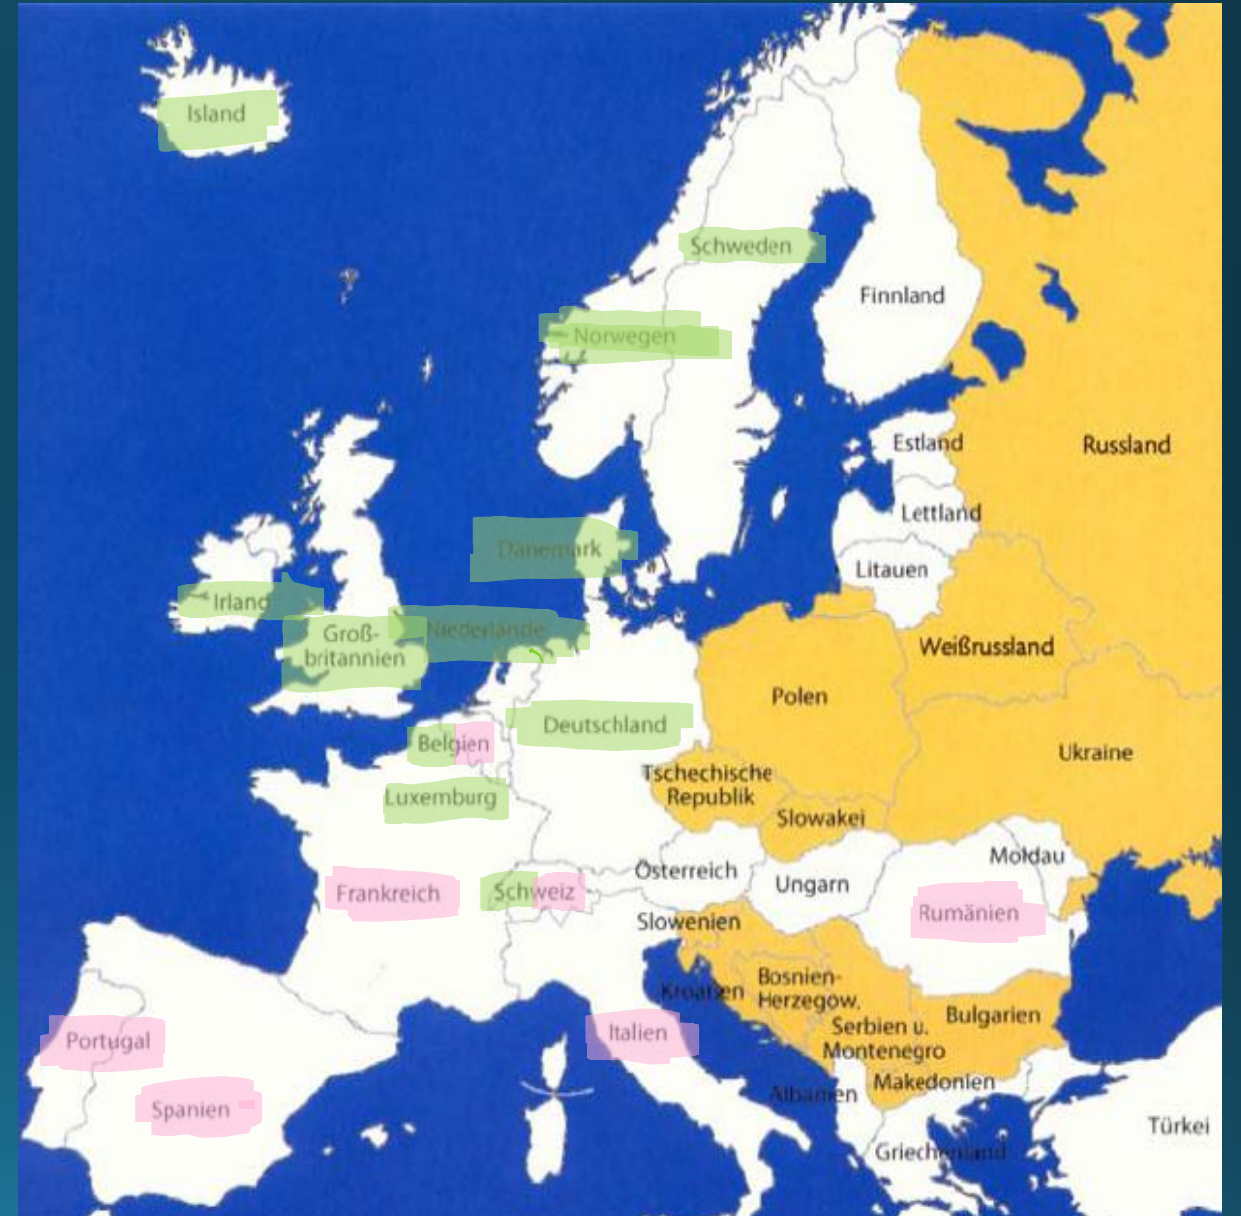 Island
Schweden
Finnland
Norwegen
Estland
Russland
Lettland
Dänemark
Litauen
Irland
Niederlande
Groß-
britannien
Weißrussland
Polen
Deutschland
Belgien
Ukraine
Tschechische
Republik
Luxemburg
Slowakei
Moldau
Österreich
Ungarn
Frankreich
Schweiz
Rumänien
Slowenien
Kroatien
Bosnien-
Herzegow.
Bulgarien
Serbien u.
Montenegro
Portugal
Italien
Makedonien
Albanien
Spanien
Türkei
Griechenland